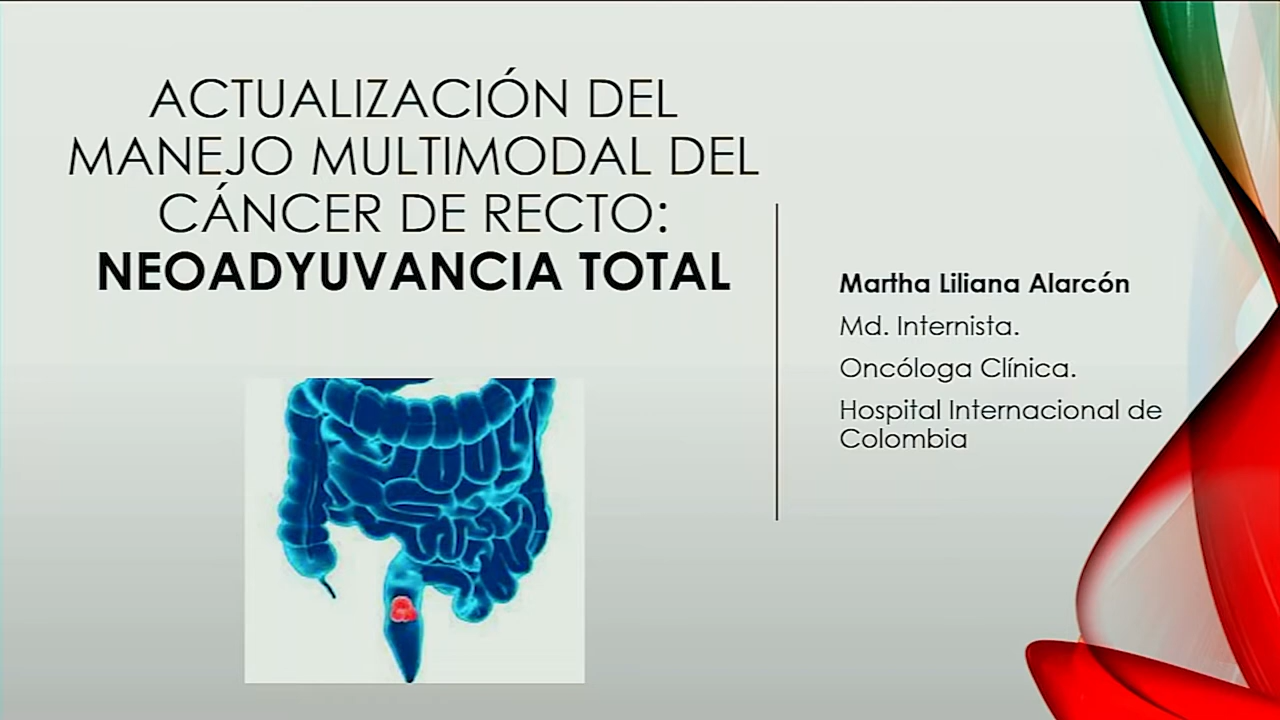 ACTUALIZACIÓN DEL
MANEJO MULTIMODAL DEL
CÁNCER DE RECTO:
NEOADYUVANCIA TOTAL
Martha Liliana Alarcón
Md. Internista.
Oncóloga Clínica.
Hospital Internacional de
Colombia